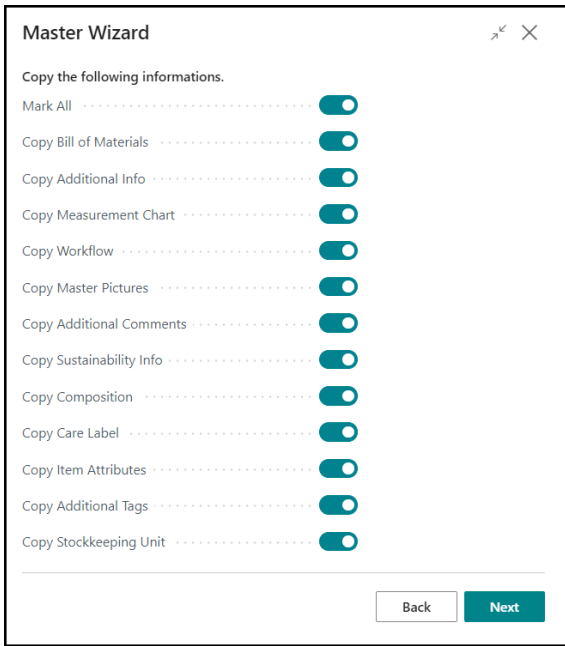 Master Wizard
Copy the following informations.
Mark All
Copy Bill of Materials
Copy Additional Info
Copy Measurement Chart
Copy Workflow
Copy Master Pictures
Copy Additional Comments
Copy Sustainability Info
Copy Composition
Copy Care Label
Copy Item Attributes
Copy Additional Tags
Copy Stockkeeping Unit
Back Next